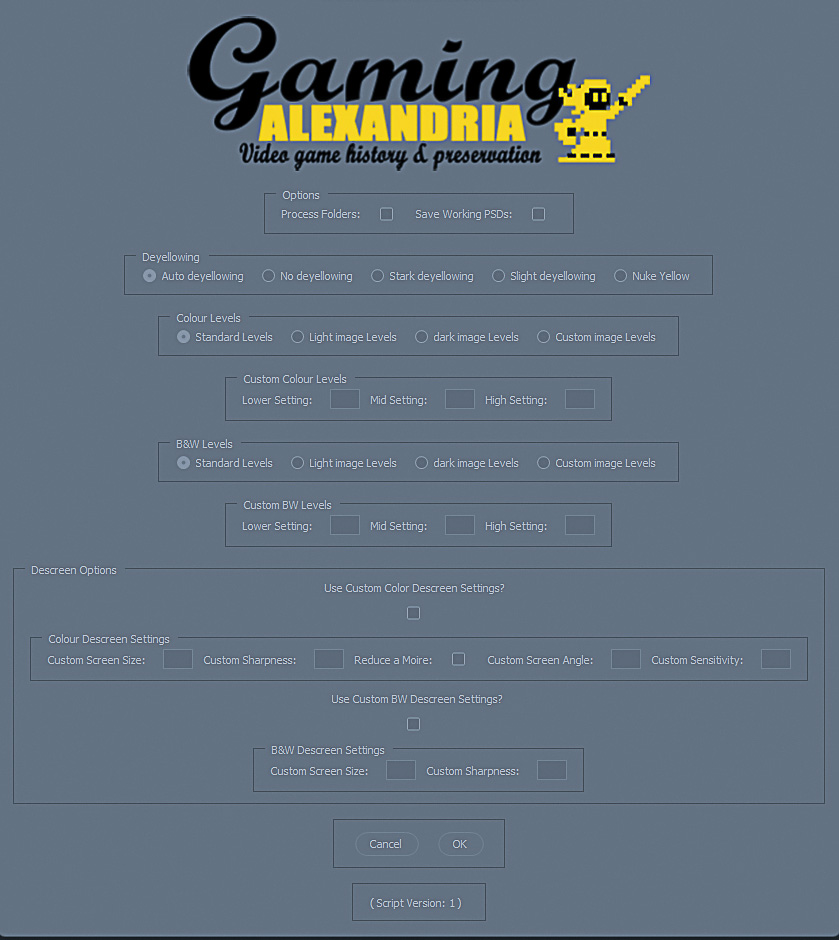 Gaming
ALEXANDRIA
Video game history & preservation
Options
Process Folders: Save Working PSDs:
Deyellowing
Auto deyellowing No deyellowing Stark deyellowing Slight deyellowing Nuke Yellow
Colour Levels
Standard Levels Light image Levels dark image Levels Custom image Levels
Custom Colour Levels
Lower Setting: Mid Setting: High Setting:
B&W Levels
Standard Levels Light image Levels dark image Levels Custom image Levels
Custom BW Levels
Lower Setting: Mid Setting: High Setting:
Descreen Options
Use Custom Color Descreen Settings?
Colour Descreen Settings
Custom Screen Size: Custom Sharpness: Reduce a Moire: Custom Screen Angle: Custom Sensitivity:
Use Custom BW Descreen Settings?
B&W Descreen Settings
Custom Screen Size: Custom Sharpness:
Cancel OK
( Script Version: 1 )